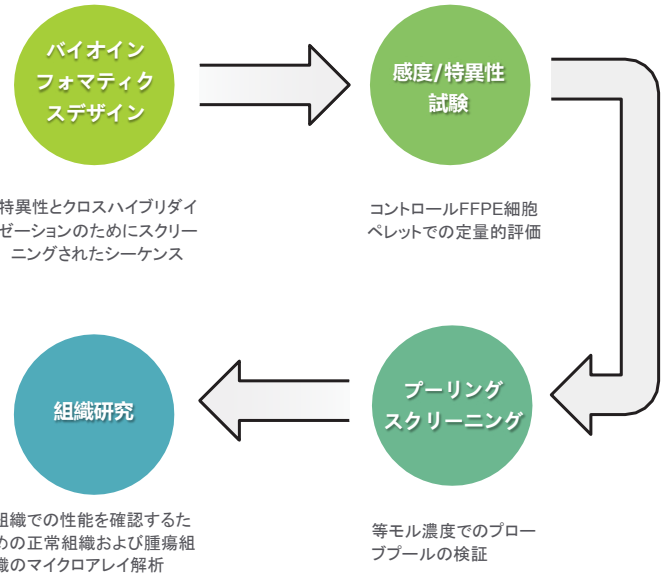 バイオイン
フォマティク
スデザイン
特異性とクロスハイブリダイ
ゼーションのためにスクリー
ニングされたシーケンス
感度/特異性
試験
コントロールFFPE細胞
ペレットでの定量的評価
プーリング
スクリーニング
等モル濃度でのプロー
ブプールの検証
組織研究
組織での性能を確認するた
めの正常組織および腫瘍組
織のマイクロアレイ解析